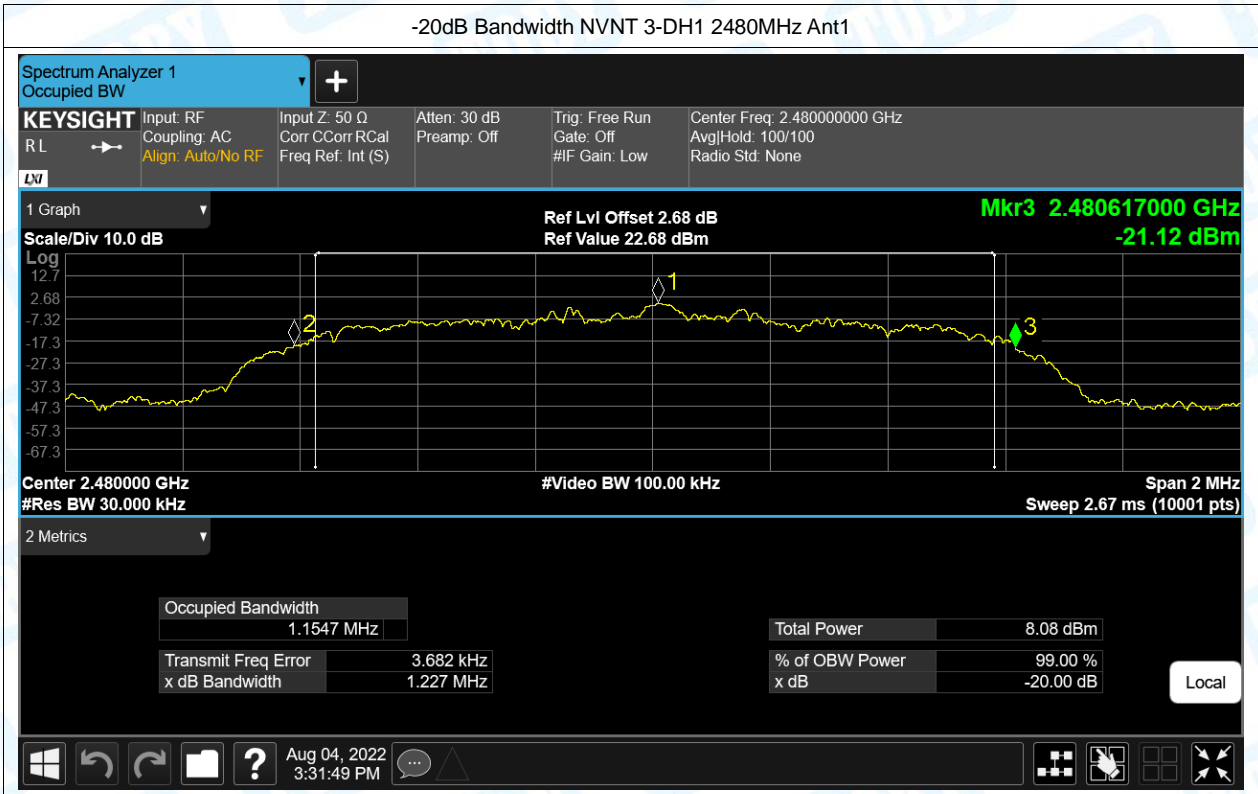 -20dB Bandwidth NVNT 3-DH1 2480MHz Ant1
Spectrum Analyzer 1
Occupied BW
KEYSIGHT
R L
LXI
Input: RF
Coupling: AC
Align: Auto/No RF
Input Z: 50 Ω
Corr CCorr RCal
Freq Ref: Int (S)
Atten: 30 dB
Preamp: Off
Trig: Free Run
Gate: Off
#IF Gain: Low
Center Freq: 2.480000000 GHz
Avg|Hold: 100/100
Radio Std: None
1 Graph
Scale/Div 10.0 dB
Ref Lvl Offset 2.68 dB
Ref Value 22.68 dBm
Mkr3 2.480617000 GHz
-21.12 dBm
Log
12.7
2.68
-7.32
-17.3
-27.3
-37.3
-47.3
-57.3
-67.3
1
2
3
Center 2.480000 GHz
#Res BW 30.000 kHz
#Video BW 100.00 kHz
Span 2 MHz
Sweep 2.67 ms (10001 pts)
2 Metrics
Occupied Bandwidth
1.1547 MHz
Total Power 8.08 dBm
Transmit Freq Error 3.682 kHz
% of OBW Power 99.00 %
x dB Bandwidth 1.227 MHz
x dB -20.00 dB
Local
?
Aug 04, 2022
3:31:49 PM